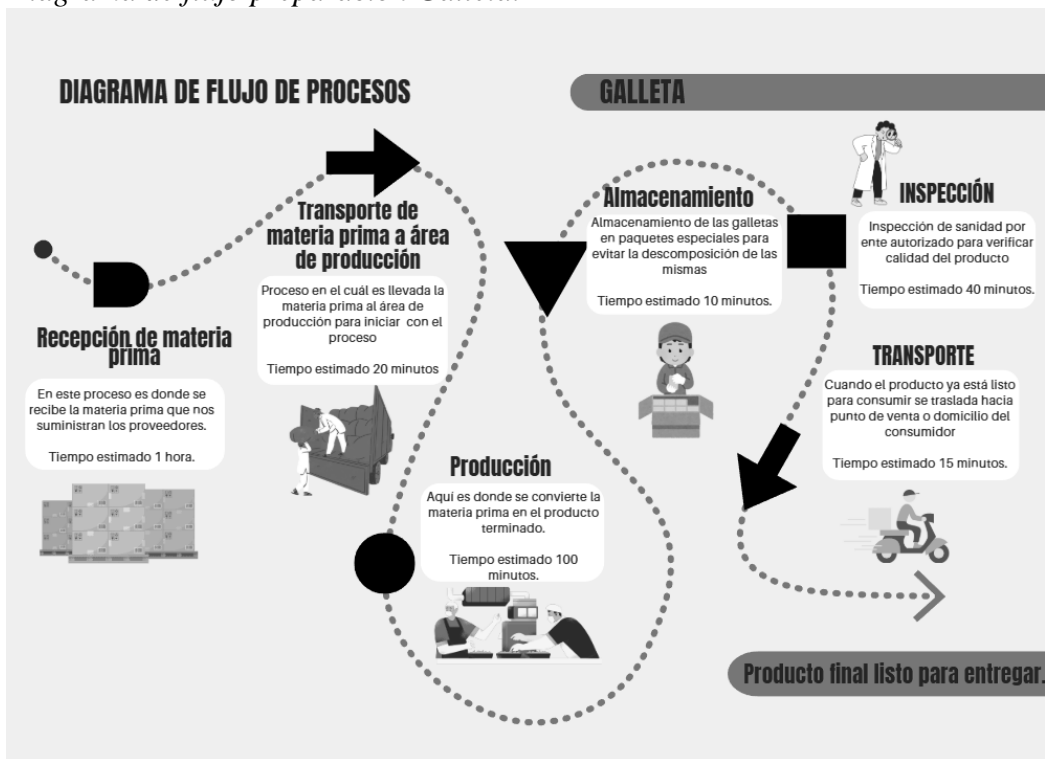 DIAGRAMA DE FLUJO DE PROCESOS
GALLETA
Recepción de materia
prima
En este proceso es donde se
recibe la materia prima que nos
suministran los proveedores.
Tiempo estimado 1 hora.
Transporte de
materia prima a área
de producción
Proceso en el cuál es llevada la
materia prima al área de
producción para iniciar con el
proceso
Tiempo estimado 20 minutos
Producción
Aquí es donde se convierte la
materia prima en el producto
terminado.
Tiempo estimado 100
minutos.
Almacenamiento
Almacenamiento de las galletas
en paquetes especiales para
evitar la descomposición de las
mismas
Tiempo estimado 10 minutos.
INSPECCIÓN
Inspección de sanidad por
ente autorizado para verificar
calidad del producto
Tiempo estimado 40 minutos.
TRANSPORTE
Cuando el producto ya está listo
para consumir se traslada hacia
punto de venta o domicilio del
consumidor
Tiempo estimado 15 minutos.
Producto final listo para entregar.